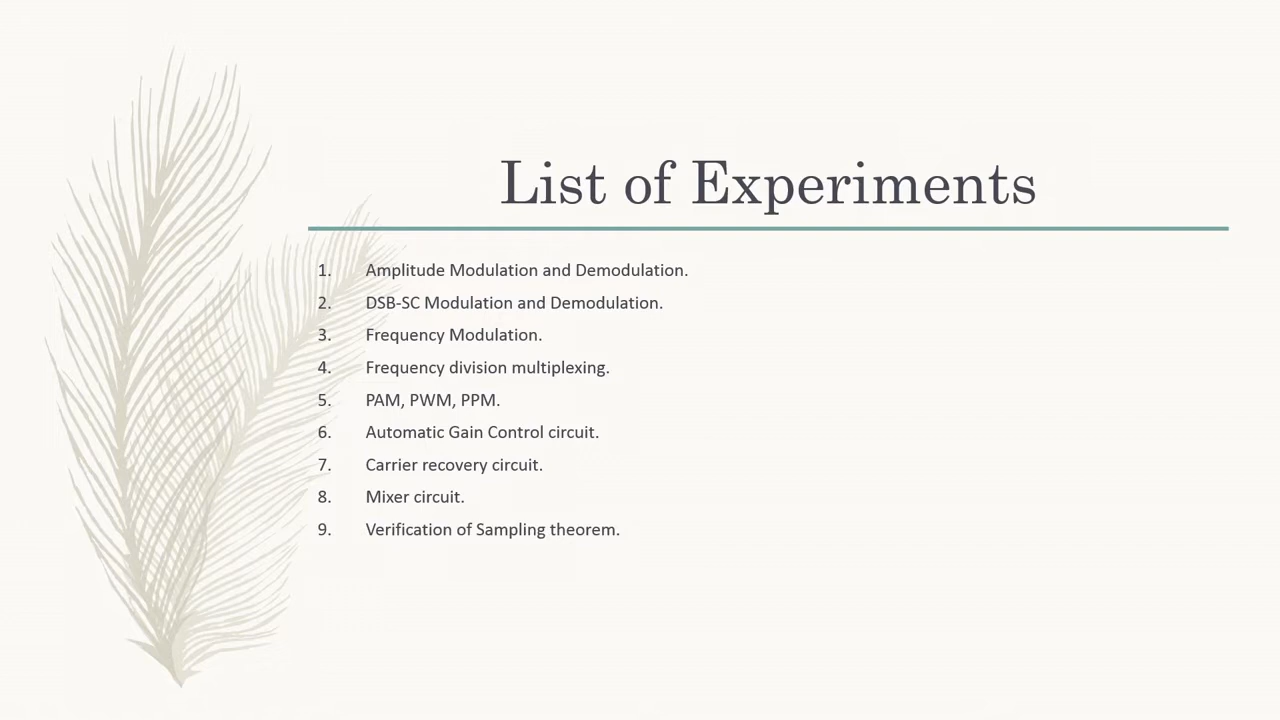 List of Experiments
1. Amplitude Modulation and Demodulation.
2. DSB-SC Modulation and Demodulation.
3. Frequency Modulation.
4. Frequency division multiplexing.
5. PAM, PWM, PPM.
6. Automatic Gain Control circuit.
7. Carrier recovery circuit.
8. Mixer circuit.
9. Verification of Sampling theorem.